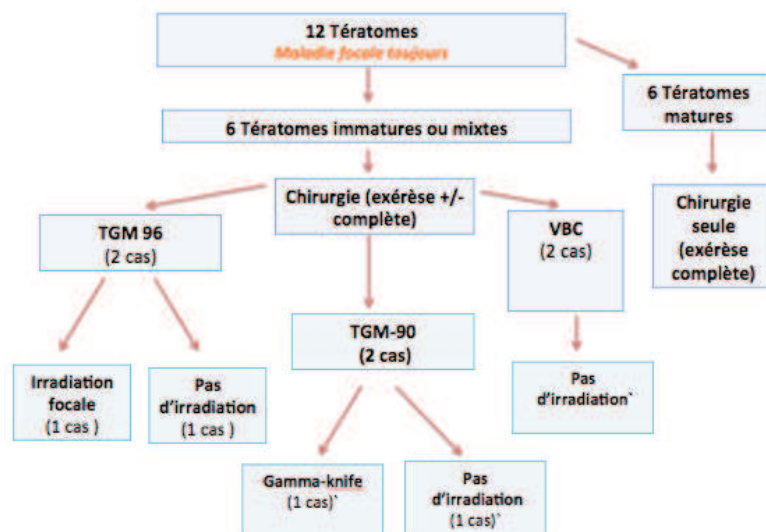 12 Tératomes
Maladie focale toujours
6 Tératomes
matures
6 Tératomes immatures ou mixtes
Chirurgie (exérèse +/-
complète)
Chirurgie
seule
(exérèse
complète)
TGM 96
(2 cas)
VBC
(2 cas)
TGM-90
(2 cas)
Irradiation
focale
(1 cas )
Pas
d'irradiation
(1 cas )
Pas
d'irradiation`
Gamma-knife
(1 cas)`
Pas
d'irradiation
(1 cas)`